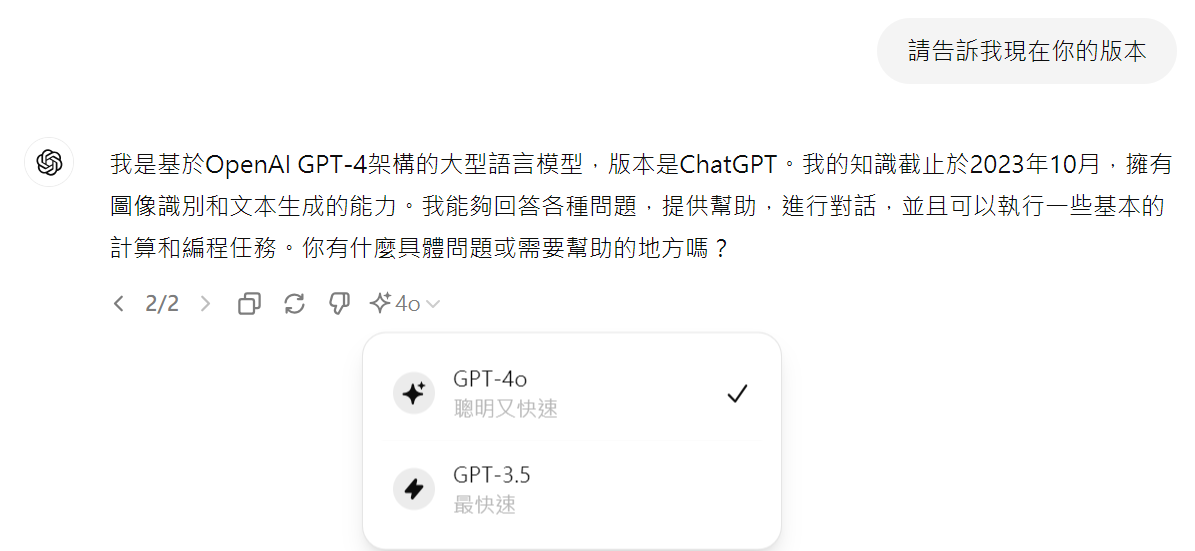 請告訴我現在你的版本
我是基於OpenAI GPT-4架構的大型語言模型，版本是ChatGPT。我的知識截止於2023年10月，擁有
圖像識別和文本生成的能力。我能夠回答各種問題，提供幫助，進行對話，並且可以執行一些基本的
計算和編程任務。你有什麼具體問題或需要幫助的地方嗎？
2/2
4o
GPT-4o
聰明又快速
GPT-3.5
最快速